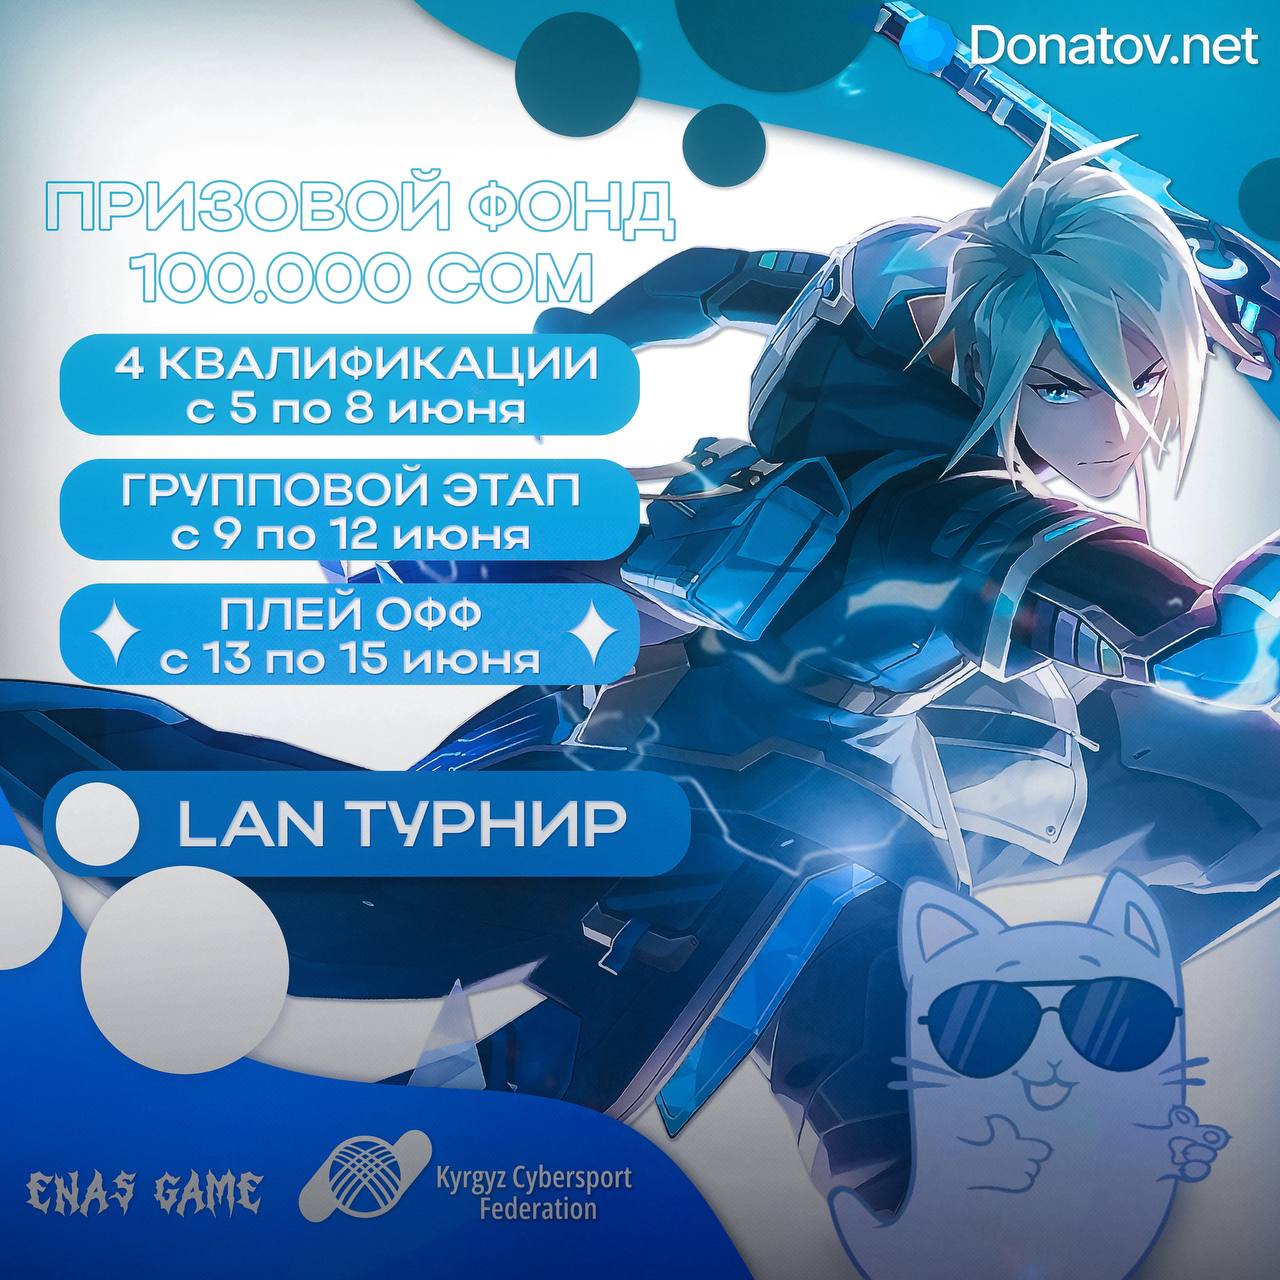 Donatov.net
ПРИЗОВОЙ ФОНД
100.000 СОМ
4 КВАЛИФИКАЦИИ
с 5 по 8 июня
ГРУППОВОЙ ЭТАП
с 9 по 12 июня
ПЛЕЙ ОФФ
с 13 по 15 июня
LAN ТУРНИР
ENAS GAME
Kyrgyz Cybersport
Federation